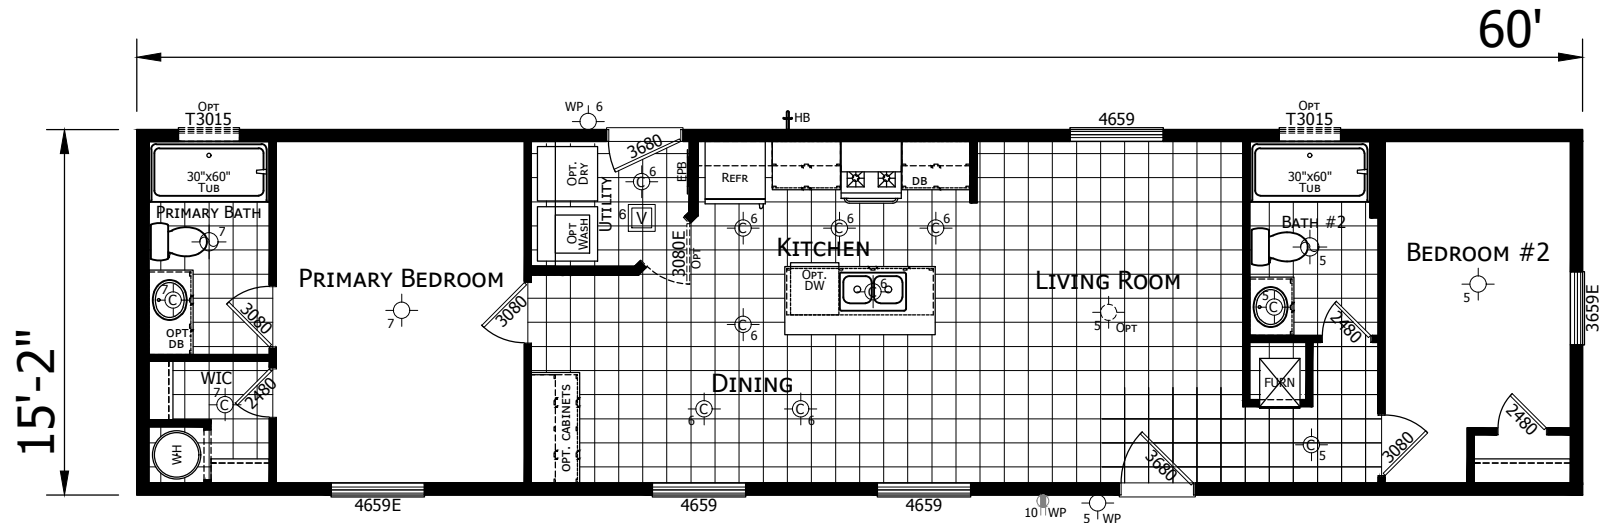 60'
15'-2"
OPT
T3015
WP 6
HB
4659
OPT
T3015
30"x60"
TUB
PRIMARY BATH
7
7
C
OPT
DB
3080
WIC
7
C
2480
WH
PRIMARY BEDROOM
7
3080
4659E
OPT.
DRY
OPT
WASH
UTILITY
3680
C 6
EPB
6 V
3080E
OPT
REFR
DB
C 6
C 6
C 6
KITCHEN
OPT.
DW
C 6
C 6
DINING
C 6
C 6
OPT. CABINETS
4659
4659
LIVING ROOM
5 OPT
3680
10 WP
5 WP
30"x60"
TUB
BATH #2
5
5
C
2480
FURN
C 5
3080
BEDROOM #2
5
3659E
2480